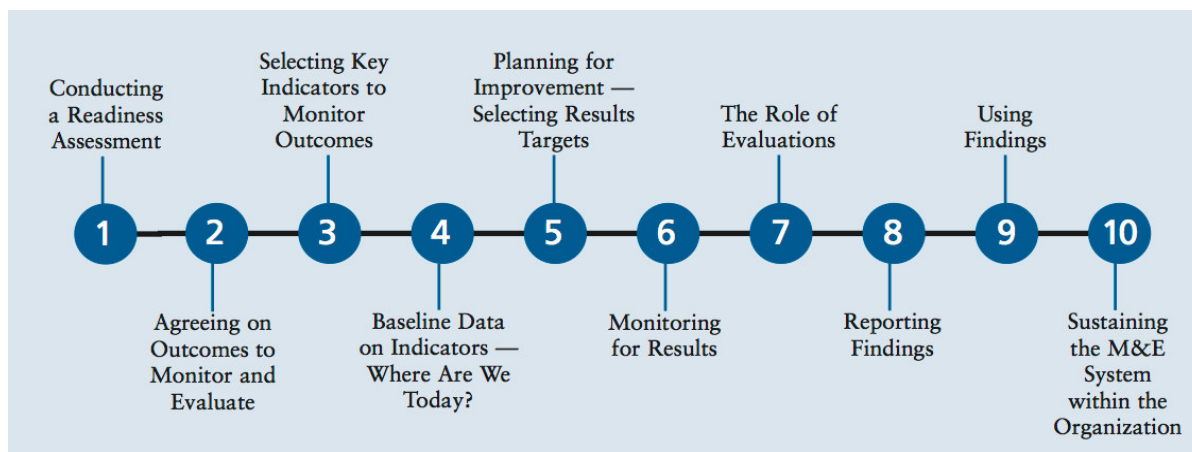 Conducting
a Readiness
Assessment
Selecting Key
Indicators to
Monitor
Outcomes
Planning for
Improvement —
Selecting Results
Targets
The Role of
Evaluations
Using
Findings
1
2
3
4
5
6
7
8
9
10
Agreeing on
Outcomes to
Monitor and
Evaluate
Baseline Data
on Indicators —
Where Are We
Today?
Monitoring
for Results
Reporting
Findings
Sustaining
the M&E
System
within the
Organization